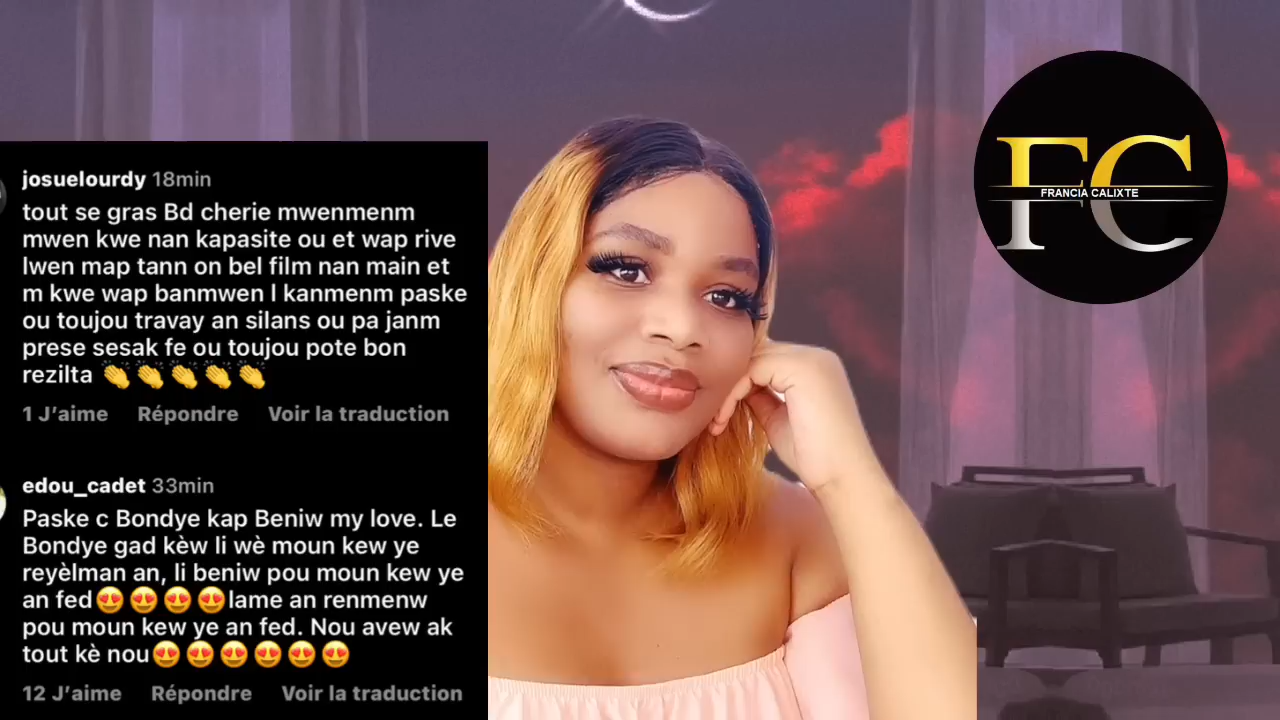 josuelourdy 18min
tout se gras Bd cherie mwenmenm
mwen kwe nan kapasite ou et wap rive
lwen map tann on bel film nan main et
m kwe wap banmwen l kanmenm paske
ou toujou travay an silans ou pa janm
prese sesak fe ou toujou pote bon
rezilta 👏👏👏👏👏
1 J’aime Répondre Voir la traduction
edou_cadet 33min
Paske c Bondye kap Beniw my love. Le
Bondye gad kèw li wè moun kew ye
reyèlman an, li beniw pou moun kew ye
an fed😍😍😍😍lame an renmenw
pou moun kew ye an fed. Nou avew ak
tout kè nou😍😍😍😍😍😍
12 J’aime Répondre Voir la traduction
FC
FRANCIA CALIXTE